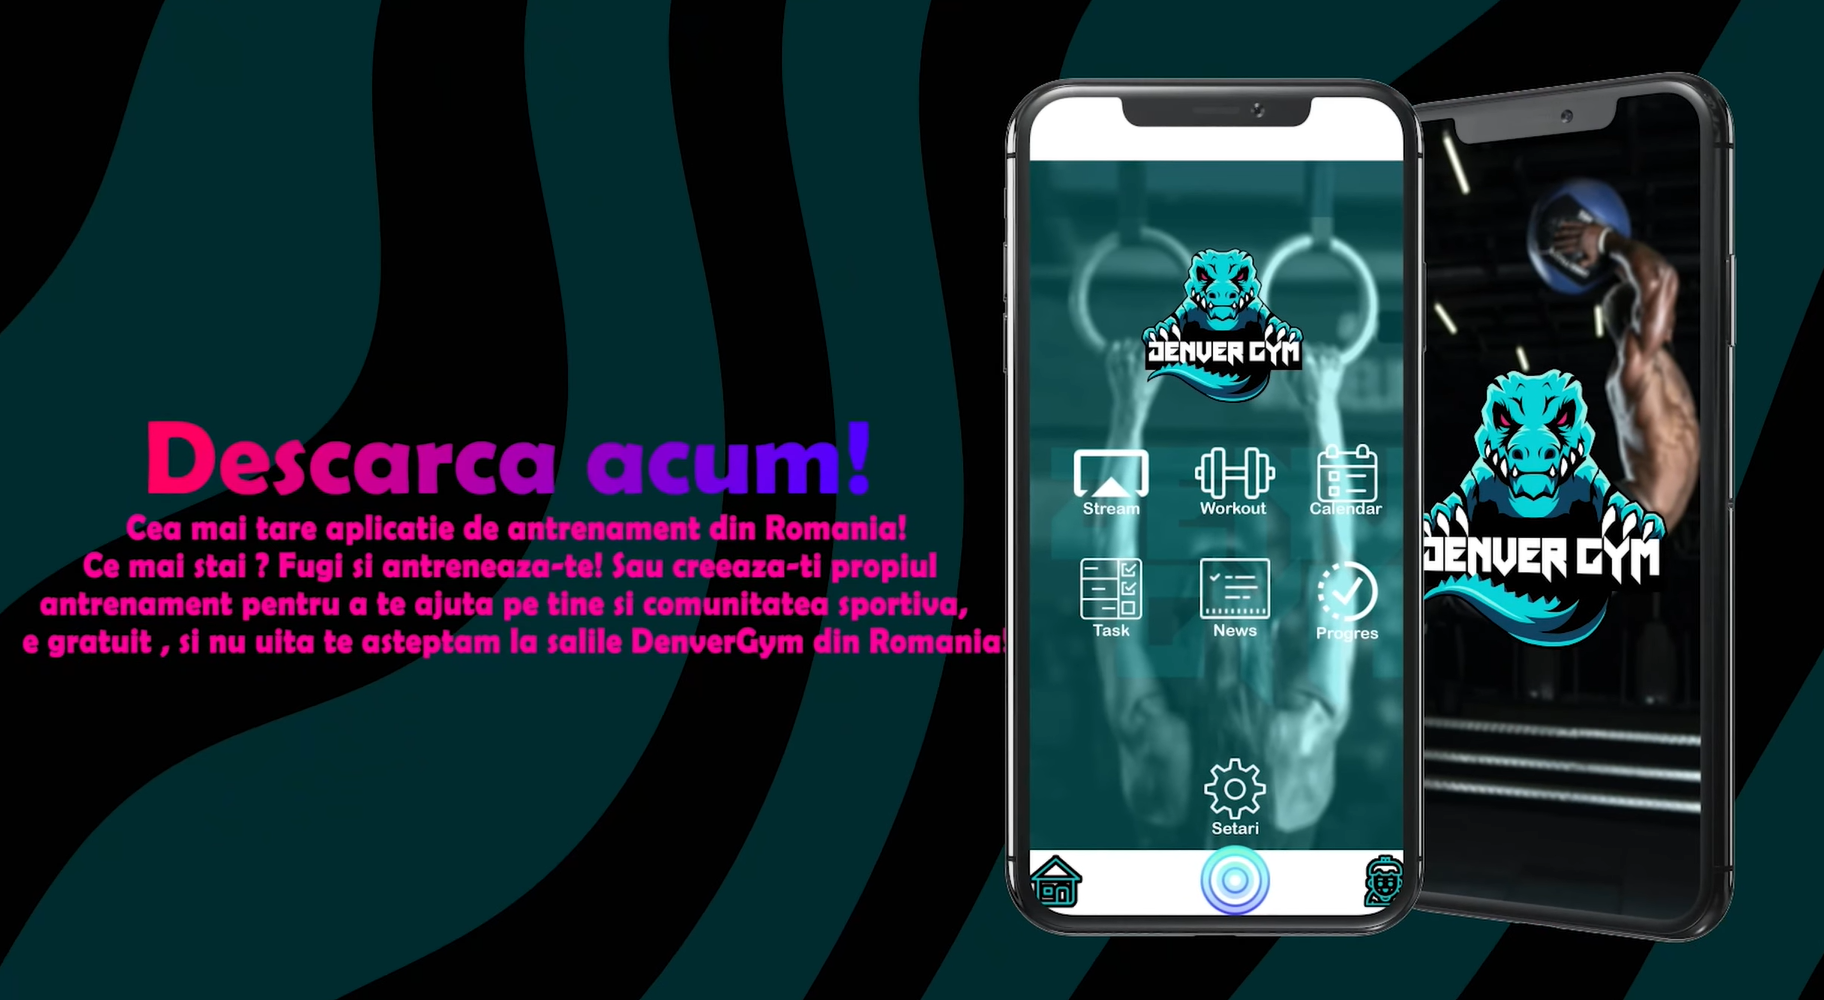 Descarca acum!
Cea mai tare aplicatie de antrenament din Romania!
Ce mai stai ? Fugi si antreneaza-te! Sau creeaza-ti propiul
antrenament pentru a te ajuta pe tine si comunitatea sportiva,
e gratuit , si nu uita te asteptam la salile DenverGym din Romania!
DENVER GYM
Stream Workout Calendar
Task News Progres
Setari
DENVER GYM